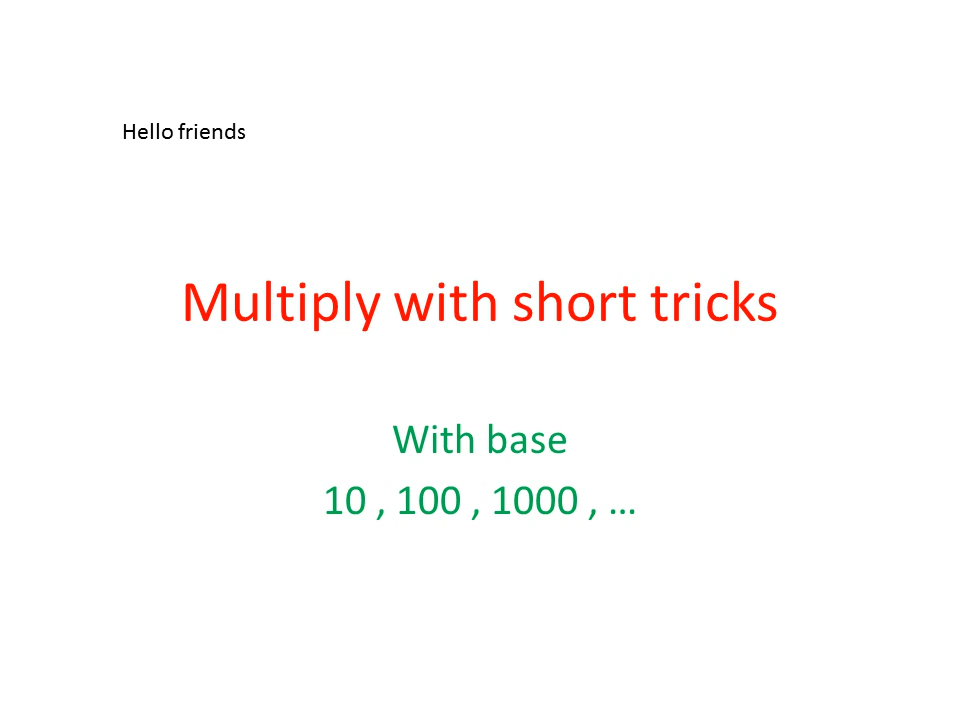 Hello friends
Multiply with short tricks
With base
10 , 100 , 1000 , …